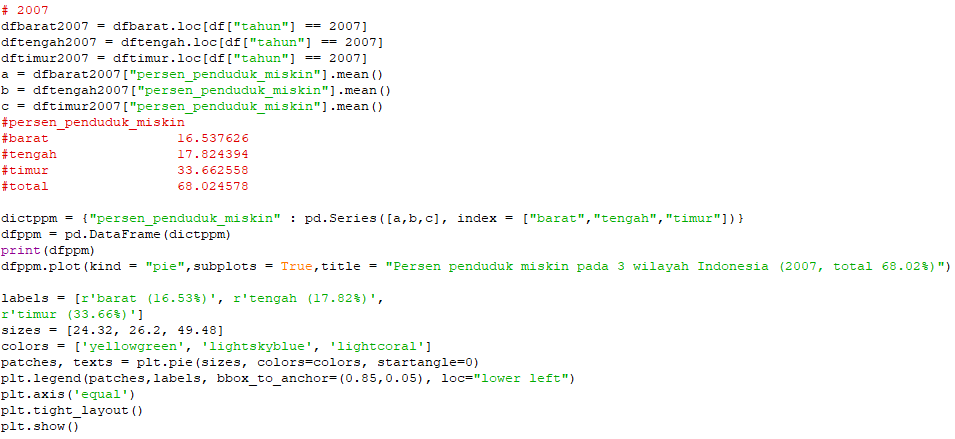 # 2007
dfbarat2007 = dfbarat.loc[df["tahun"] == 2007]
dftengah2007 = dftengah.loc[df["tahun"] == 2007]
dftimur2007 = dftimur.loc[df["tahun"] == 2007]
a = dfbarat2007["persen_penduduk_miskin"].mean()
b = dftengah2007["persen_penduduk_miskin"].mean()
c = dftimur2007["persen_penduduk_miskin"].mean()
#persen_penduduk_miskin
#barat                16.537626
#tengah               17.824394
#timur                33.662558
#total                68.024578
dictppm = {"persen_penduduk_miskin" : pd.Series([a,b,c], index = ["barat","tengah","timur"])}
dfppm = pd.DataFrame(dictppm)
print(dfppm)
dfppm.plot(kind = "pie",subplots = True,title = "Persen penduduk miskin pada 3 wilayah Indonesia (2007, total 68.02%)")
labels = [r'barat (16.53%)', r'tengah (17.82%)',
r'timur (33.66%)']
sizes = [24.32, 26.2, 49.48]
colors = ['yellowgreen', 'lightskyblue', 'lightcoral']
patches, texts = plt.pie(sizes, colors=colors, startangle=0)
plt.legend(patches,labels, bbox_to_anchor=(0.85,0.05), loc="lower left")
plt.axis('equal')
plt.tight_layout()
plt.show()